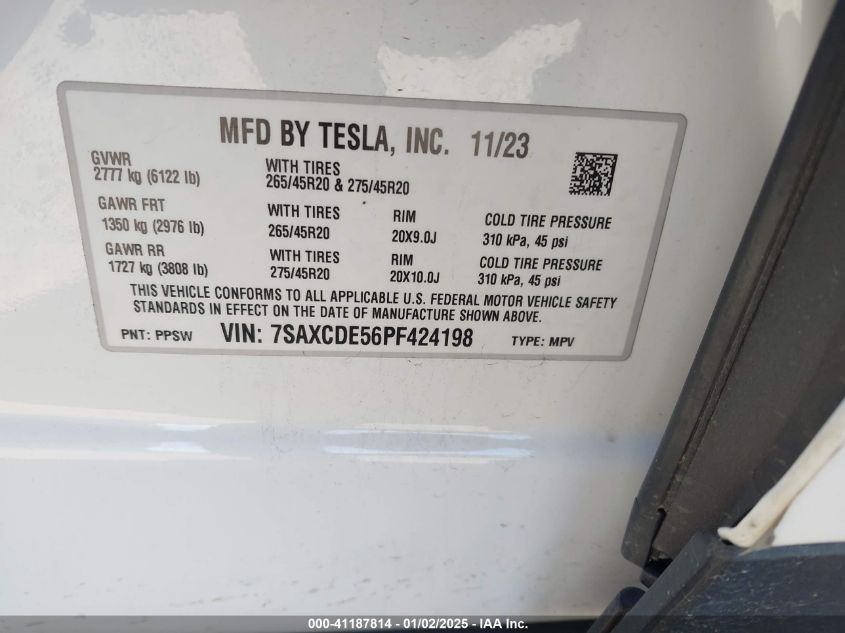 MFD BY TESLA, INC. 11/23
GVWR
2777 kg (6122 lb)
WITH TIRES
265/45R20 & 275/45R20
GAWR FRT
1350 kg (2976 lb)
WITH TIRES
265/45R20
RIM
20X9.0J
COLD TIRE PRESSURE
310 kPa, 45 psi
GAWR RR
1727 kg (3808 lb)
WITH TIRES
275/45R20
RIM
20X10.0J
COLD TIRE PRESSURE
310 kPa, 45 psi
THIS VEHICLE CONFORMS TO ALL APPLICABLE U.S. FEDERAL MOTOR VEHICLE SAFETY
STANDARDS IN EFFECT ON THE DATE OF MANUFACTURE SHOWN ABOVE.
PNT: PPSW VIN: 7SAXCDE56PF424198 TYPE: MPV
000-41187814 - 01/02/2025 - IAA Inc.